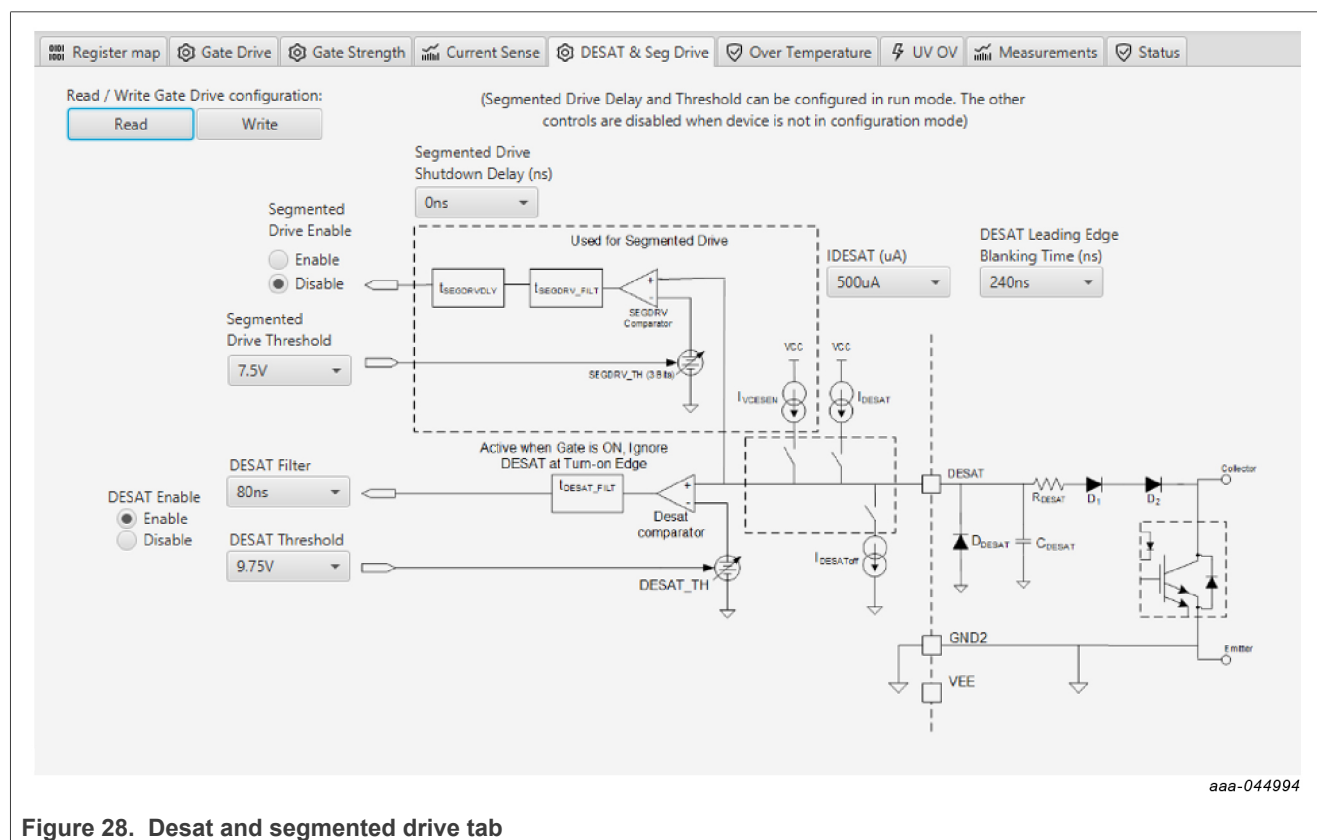 Register map
Gate Drive
Gate Strength
Current Sense
DESAT & Seg Drive
Over Temperature
UV OV
Measurements
Status
Read / Write Gate Drive configuration:
Read
Write
(Segmented Drive Delay and Threshold can be configured in run mode. The other
controls are disabled when device is not in configuration mode)
Segmented Drive
Shutdown Delay (ns)
0ns
Segmented
Drive Enable
Enable
Disable
Used for Segmented Drive
tSEGDRVDLY
tSEGDRV_FILT
+
-
SEGDRV
Comparator
SEGDRV_TH (3 Bits)
IDESAT (uA)
500uA
DESAT Leading Edge
Blanking Time (ns)
240ns
Segmented
Drive Threshold
7.5V
VCC
VCC
IVCESEN
IDESAT
Active when Gate is ON, Ignore
DESAT at Turn-on Edge
DESAT Filter
80ns
tDESAT_FILT
+
-
Desat
comparator
DESAT Enable
Enable
Disable
DESAT Threshold
9.75V
DESAT_TH
IDESAToff
DESAT
RDESAT
D1
D2
Collector
DDESAT
CDESAT
GND2
Emitter
VEE
aaa-044994
Figure 28. Desat and segmented drive tab